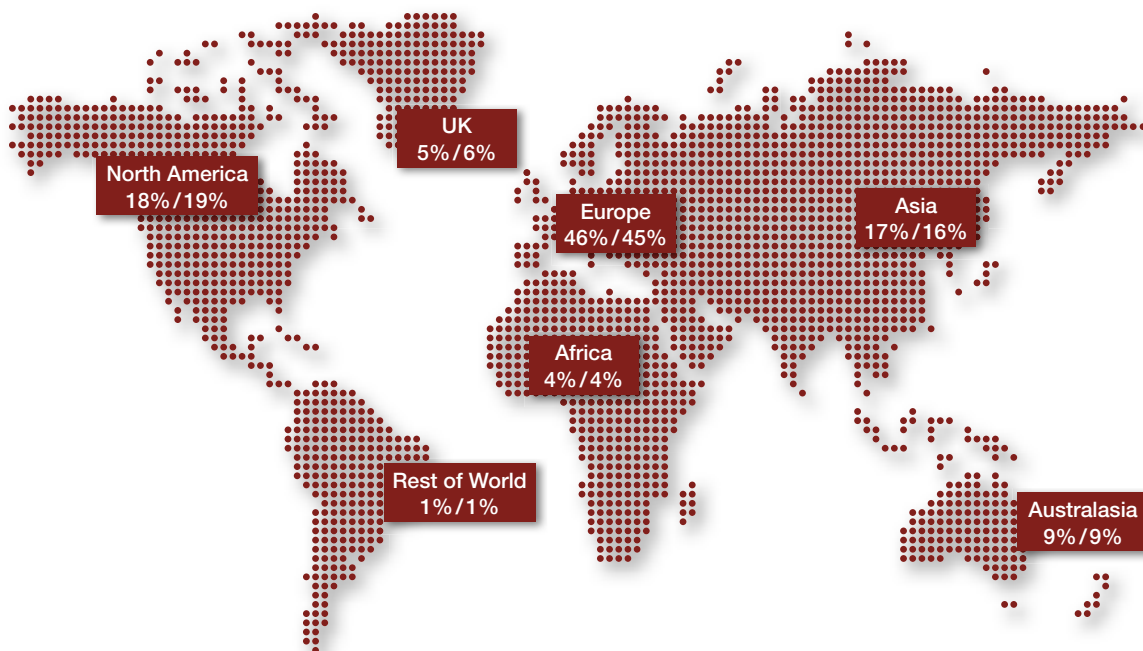 UK
5%/6%
North America
18%/19%
Europe
46%/45%
Asia
17%/16%
Africa
4%/4%
Rest of World
1%/1%
Australasia
9%/9%